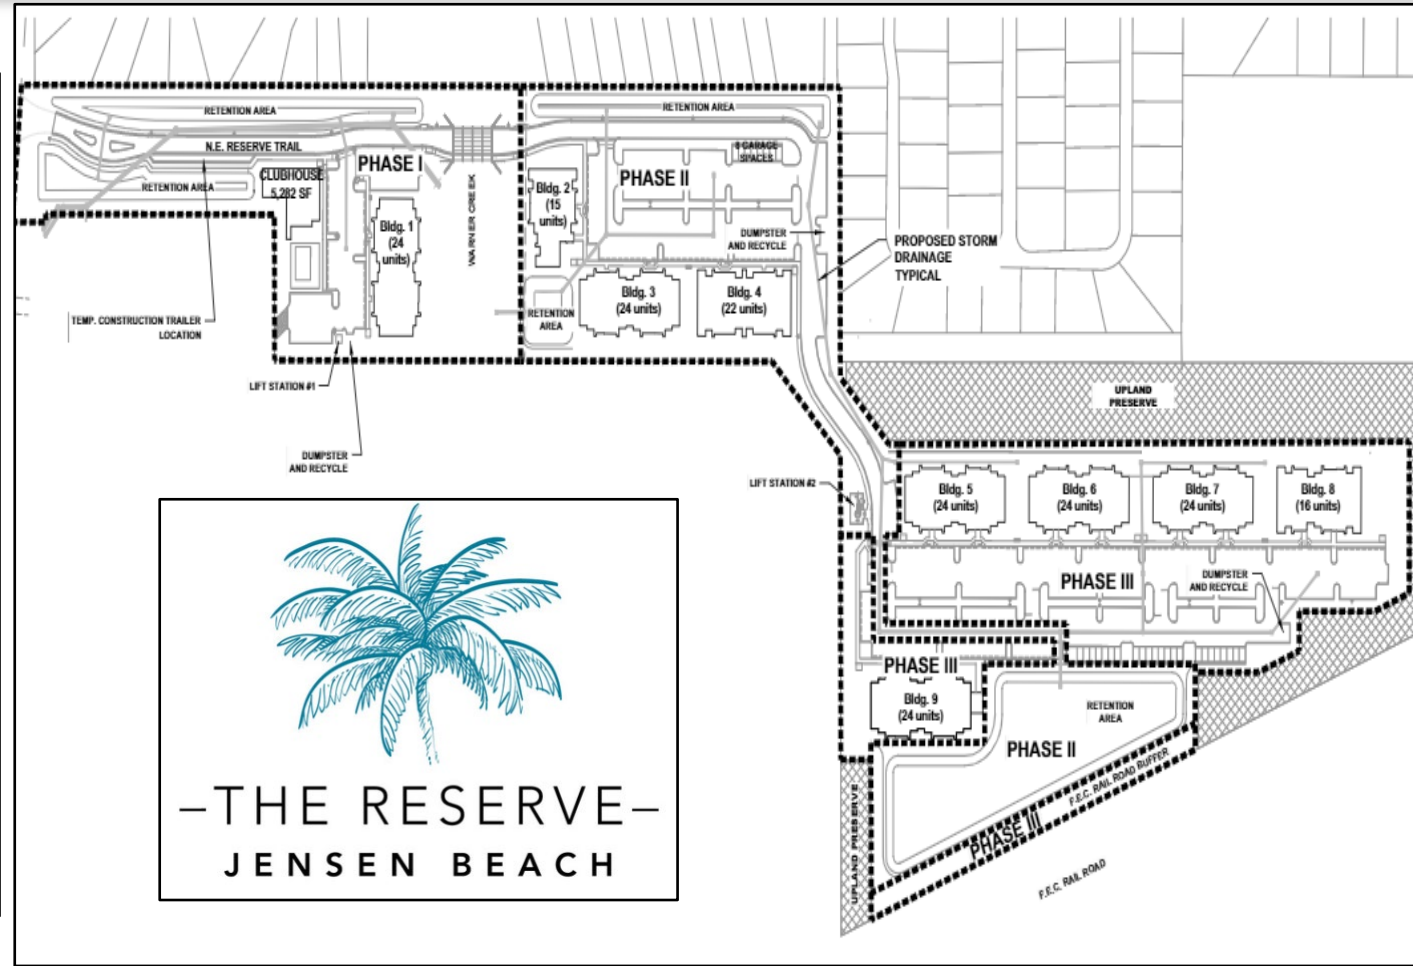 RETENTION AREA
RETENTION AREA
N.E. RESERVE TRAIL
8 GARAGE
SPACES
PHASE I
CLUBHOUSE
5,282 SF
RETENTION AREA
PHASE II
Bldg. 2
(15
units)
WARNER CREEK
Bldg. 1
(24
units)
DUMPSTER
AND RECYCLE
PROPOSED STORM
DRAINAGE
TYPICAL
Bldg. 3
(24 units)
Bldg. 4
(22 units)
RETENTION
AREA
TEMP. CONSTRUCTION TRAILER
LOCATION
LIFT STATION #1
UPLAND
PRESERVE
DUMPSTER
AND RECYCLE
LIFT STATION #2
Bldg. 5
(24 units)
Bldg. 6
(24 units)
Bldg. 7
(24 units)
Bldg. 8
(16 units)
PHASE III
DUMPSTER
AND RECYCLE
PHASE III
Bldg. 9
(24 units)
RETENTION
AREA
PHASE II
F.E.C. RAIL ROAD BUFFER
PHASE III
UPLAND PRESERVE
F.E.C. RAIL ROAD
–THE RESERVE–
JENSEN BEACH